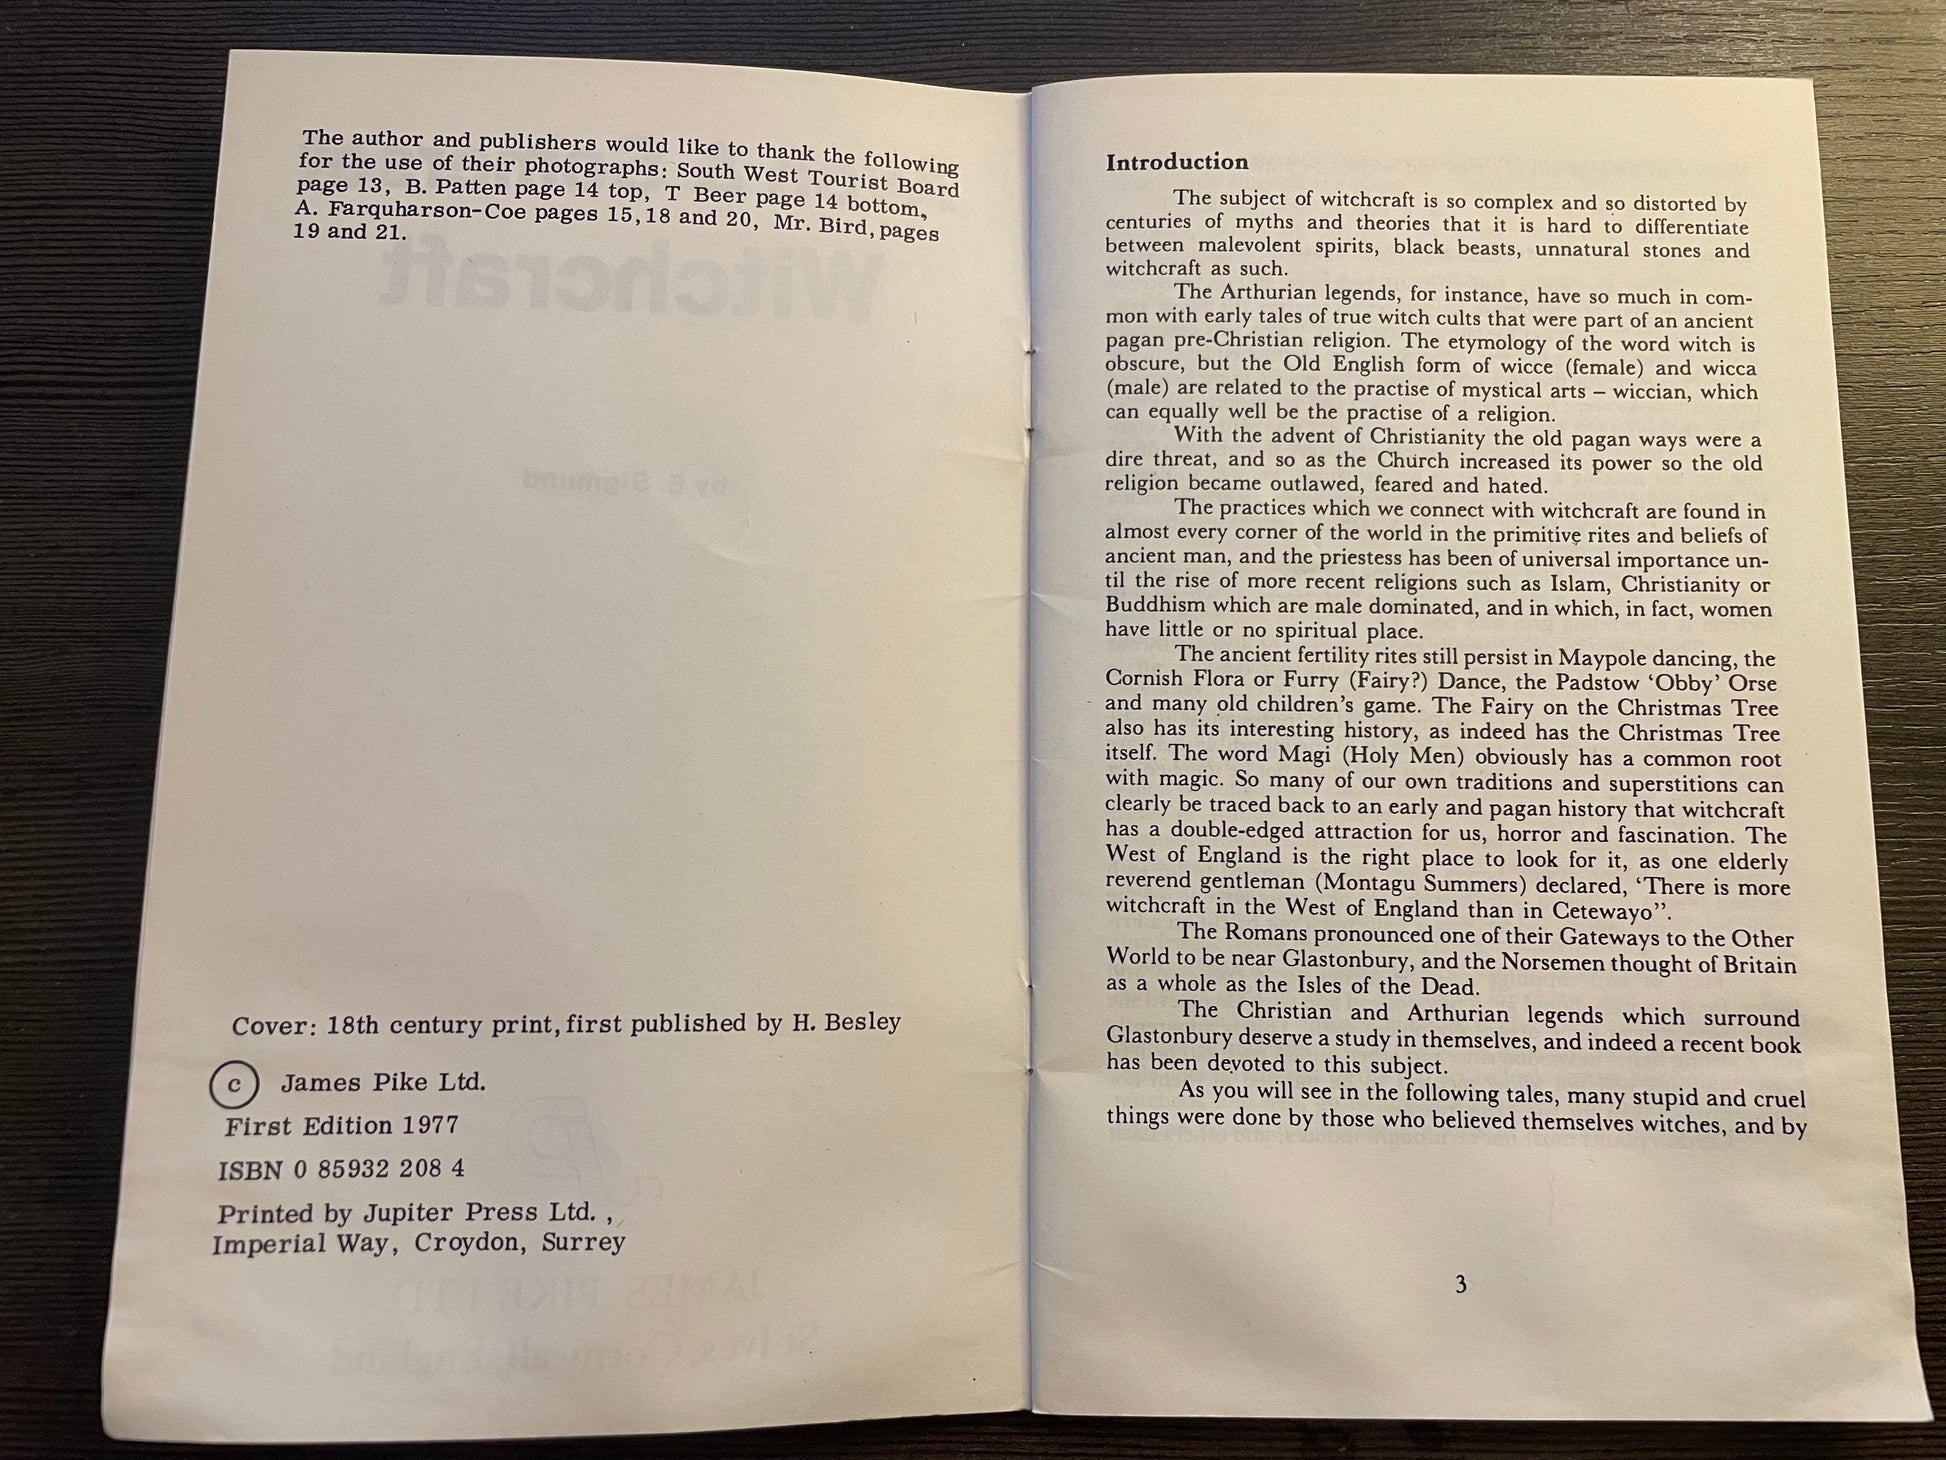 The author and publishers would like to thank the following
for the use of their photographs: South West Tourist Board
page 13, B. Patten page 14 top, T Beer page 14 bottom,
A. Farquharson-Coe pages 15,18 and 20, Mr. Bird, pages
19 and 21.
Cover: 18th century print, first published by H. Besley
© James Pike Ltd.
First Edition 1977
ISBN 0 85932 208 4
Printed by Jupiter Press Ltd. ,
Imperial Way, Croydon, Surrey
Introduction
The subject of witchcraft is so complex and so distorted by
centuries of myths and theories that it is hard to differentiate
between malevolent spirits, black beasts, unnatural stones and
witchcraft as such.
The Arthurian legends, for instance, have so much in com-
mon with early tales of true witch cults that were part of an ancient
pagan pre-Christian religion. The etymology of the word witch is
obscure, but the Old English form of wicce (female) and wicca
(male) are related to the practise of mystical arts – wiccian, which
can equally well be the practise of a religion.
With the advent of Christianity the old pagan ways were a
dire threat, and so as the Church increased its power so the old
religion became outlawed, feared and hated.
The practices which we connect with witchcraft are found in
almost every corner of the world in the primitive rites and beliefs of
ancient man, and the priestess has been of universal importance un-
til the rise of more recent religions such as Islam, Christianity or
Buddhism which are male dominated, and in which, in fact, women
have little or no spiritual place.
The ancient fertility rites still persist in Maypole dancing, the
Cornish Flora or Furry (Fairy?) Dance, the Padstow ‘Obby’ Orse
and many old children’s game. The Fairy on the Christmas Tree
also has its interesting history, as indeed has the Christmas Tree
itself. The word Magi (Holy Men) obviously has a common root
with magic. So many of our own traditions and superstitions can
clearly be traced back to an early and pagan history that witchcraft
has a double-edged attraction for us, horror and fascination. The
West of England is the right place to look for it, as one elderly
reverend gentleman (Montagu Summers) declared, ‘There is more
witchcraft in the West of England than in Cetewayo”.
The Romans pronounced one of their Gateways to the Other
World to be near Glastonbury, and the Norsemen thought of Britain
as a whole as the Isles of the Dead.
The Christian and Arthurian legends which surround
Glastonbury deserve a study in themselves, and indeed a recent book
has been devoted to this subject.
As you will see in the following tales, many stupid and cruel
things were done by those who believed themselves witches, and by
3